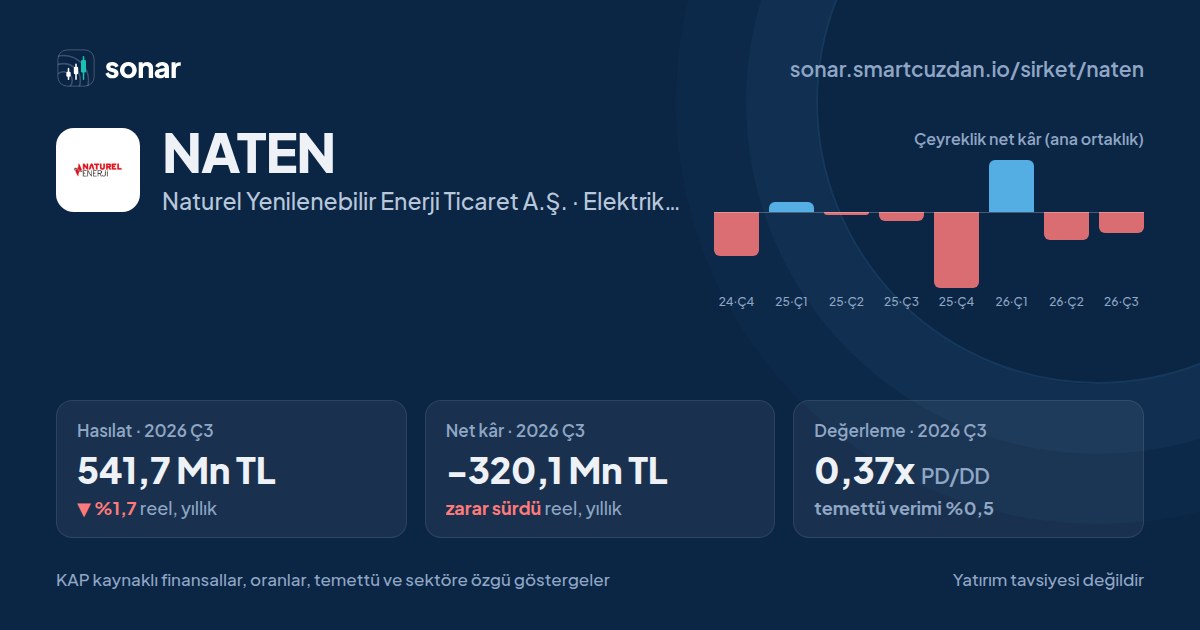 sonar
sonar.smartcuzdan.io/sirket/naten
NATUREL
ENERJİ
NATEN
Naturel Yenilenebilir Enerji Ticaret A.Ş. · Elektrik…
Çeyreklik net kâr (ana ortaklık)
24·Ç4 25·Ç1 25·Ç2 25·Ç3 25·Ç4 26·Ç1 26·Ç2 26·Ç3
Hasılat · 2026 Ç3
541,7 Mn TL
▼ %1,7 reel, yıllık
Net kâr · 2026 Ç3
−320,1 Mn TL
zarar sürdü reel, yıllık
Değerleme · 2026 Ç3
0,37x PD/DD
temettü verimi %0,5
KAP kaynaklı finansallar, oranlar, temettü ve sektöre özgü göstergeler
Yatırım tavsiyesi değildir